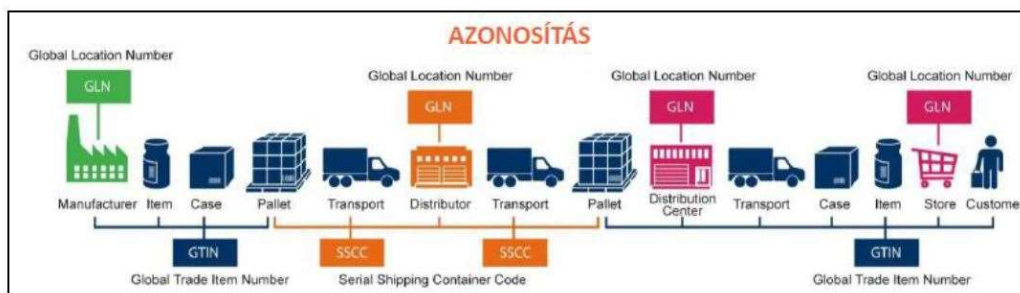 AZONOSÍTÁS
Global Location Number
Global Location Number
Global Location Number
Global Location Number
GLN
GLN
GLN
GLN
Manufacturer
Item
Case
Pallet
Transport
Distributor
Transport
Pallet
Distribution
Center
Transport
Case
Item
Store
Custome
GTIN
SSCC
SSCC
GTIN
Global Trade Item Number
Serial Shipping Container Code
Global Trade Item Number